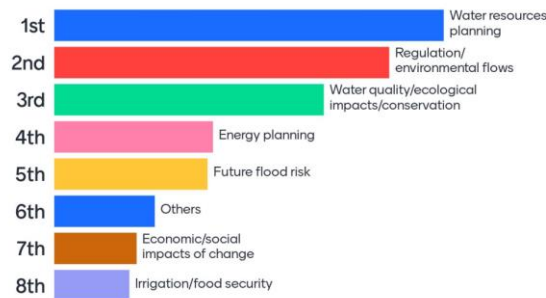 1st
Water resources
planning
2nd
Regulation/
environmental flows
3rd
Water quality/ecological
impacts/conservation
4th
Energy planning
5th
Future flood risk
6th
Others
7th
Economic/social
impacts of change
8th
Irrigation/food security